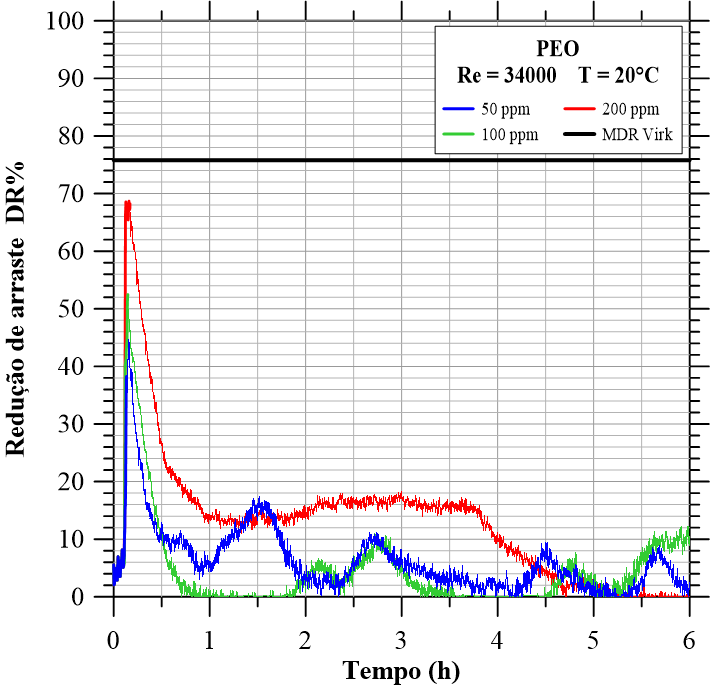 100
90
80
70
60
50
40
30
20
10
0
Redução de arraste DR%
PEO
Re = 34000 T = 20°C
50 ppm 200 ppm
100 ppm MDR Virk
0 1 2 3 4 5 6
Tempo (h)